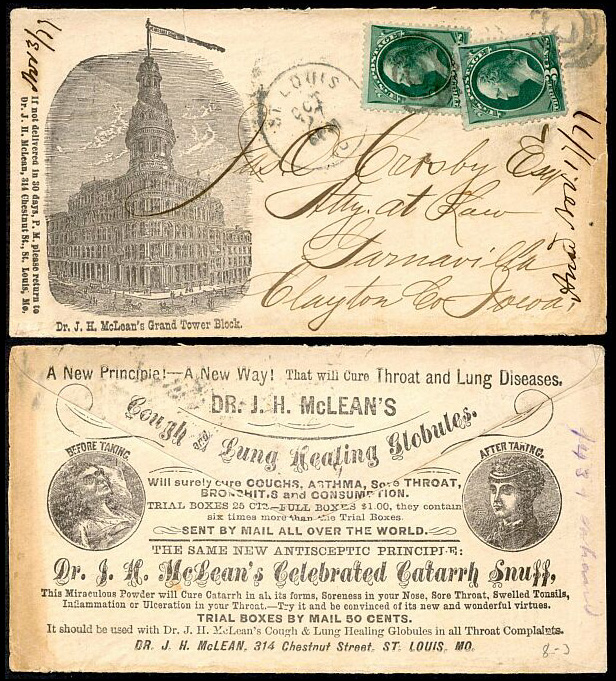 If not delivered in 30 days, P. M. please return to
Dr. J. H. McLean, 314 Chestnut St., St. Louis, Mo.
Dr. J. H. McLean's Grand Tower Block.
ST. LOUIS
POSTAGE
POSTAGE
Jas. O. Crosby Esq
Atty. at Law
Farnaville
Clayton Co Iowa
A New Principle!—A New Way! That will Cure Throat and Lung Diseases.
DR. J. H. McLEAN'S
Cough and Lung Healing Globules.
BEFORE TAKING.
AFTER TAKING.
Will surely cure COUGHS, ASTHMA, Sore THROAT,
BRONCHITIS and CONSUMPTION.
TRIAL BOXES 25 CTS.—FULL BOXES $1.00, they contain
six times more than the Trial Boxes.
SENT BY MAIL ALL OVER THE WORLD.
THE SAME NEW ANTISCEPTIC PRINCIPLE:
Dr. J. H. McLean's Celebrated Catarrh Snuff,
This Miraculous Powder will Cure Catarrh in all its forms, Soreness in your Nose, Sore Throat, Swelled Tonsils,
Inflammation or Ulceration in your Throat.—Try it and be convinced of its new and wonderful virtues.
TRIAL BOXES BY MAIL 50 CENTS.
It should be used with Dr. J. H. McLean's Cough & Lung Healing Globules in all Throat Complaints.
DR. J. H. McLEAN, 314 Chestnut Street, ST. LOUIS, MO.
8-3